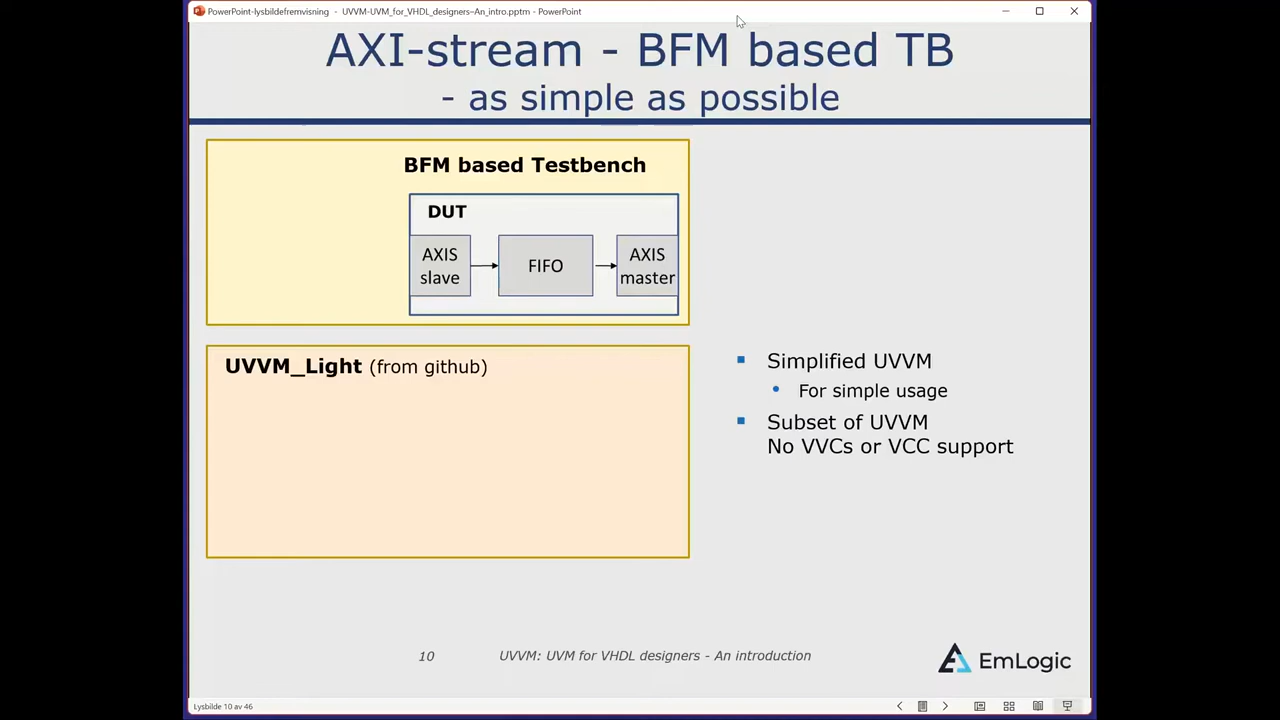 PowerPoint-lysbildefremvisning - UVVM-UVM_for_VHDL_designers–An_intro.pptm - PowerPoint
AXI-stream - BFM based TB
- as simple as possible
BFM based Testbench
DUT
AXIS
slave
FIFO
AXIS
master
UVVM_Light (from github)
Simplified UVVM
For simple usage
Subset of UVVM
No VVCs or VCC support
10
UVVM: UVM for VHDL designers - An introduction
EmLogic
Lysbilde 10 av 46